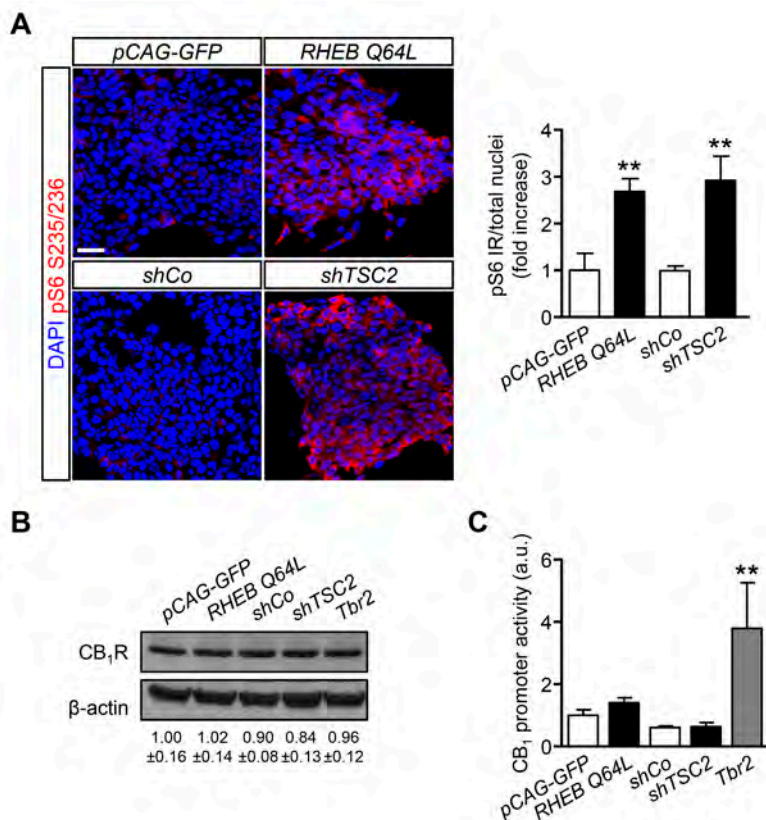 A
pCAG-GFP
RHEB Q64L
DAPI pS6 S235/236
shCo
shTSC2
pS6 IR/total nuclei
(fold increase)
4
3
2
1
0
**
**
pCAG-GFP
RHEB Q64L
shCo
shTSC2
B
pCAG-GFP
RHEB Q64L
shCo
shTSC2
Tbr2
CB₁R
β-actin
1.00 1.02 0.90 0.84 0.96
±0.16 ±0.14 ±0.08 ±0.13 ±0.12
C
CB₁ promoter activity (a.u.)
6
4
2
0
**
pCAG-GFP
RHEB Q64L
shCo
shTSC2
Tbr2